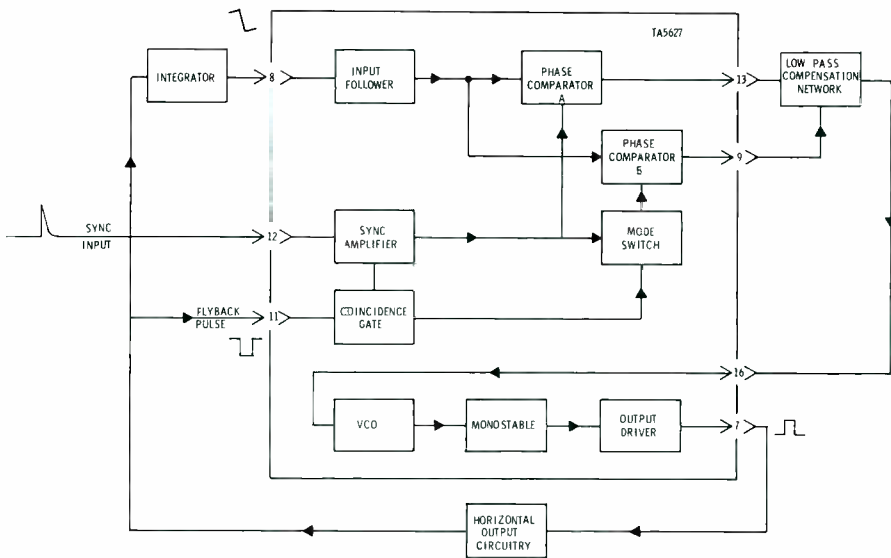 TA5627
INTEGRATOR
8
INPUT
FOLLOWER
PHASE
COMPARATOR
A
13
LOW PASS
COMPENSATION
NETWORK
PHASE
COMPARATOR
B
9
SYNC
INPUT
12
SYNC
AMPLIFIER
MODE
SWITCH
FLYBACK
PULSE
11
COINCIDENCE
GATE
16
VCO
MONOSTABLE
OUTPUT
DRIVER
7
HORIZONTAL
OUTPUT
CIRCUITRY